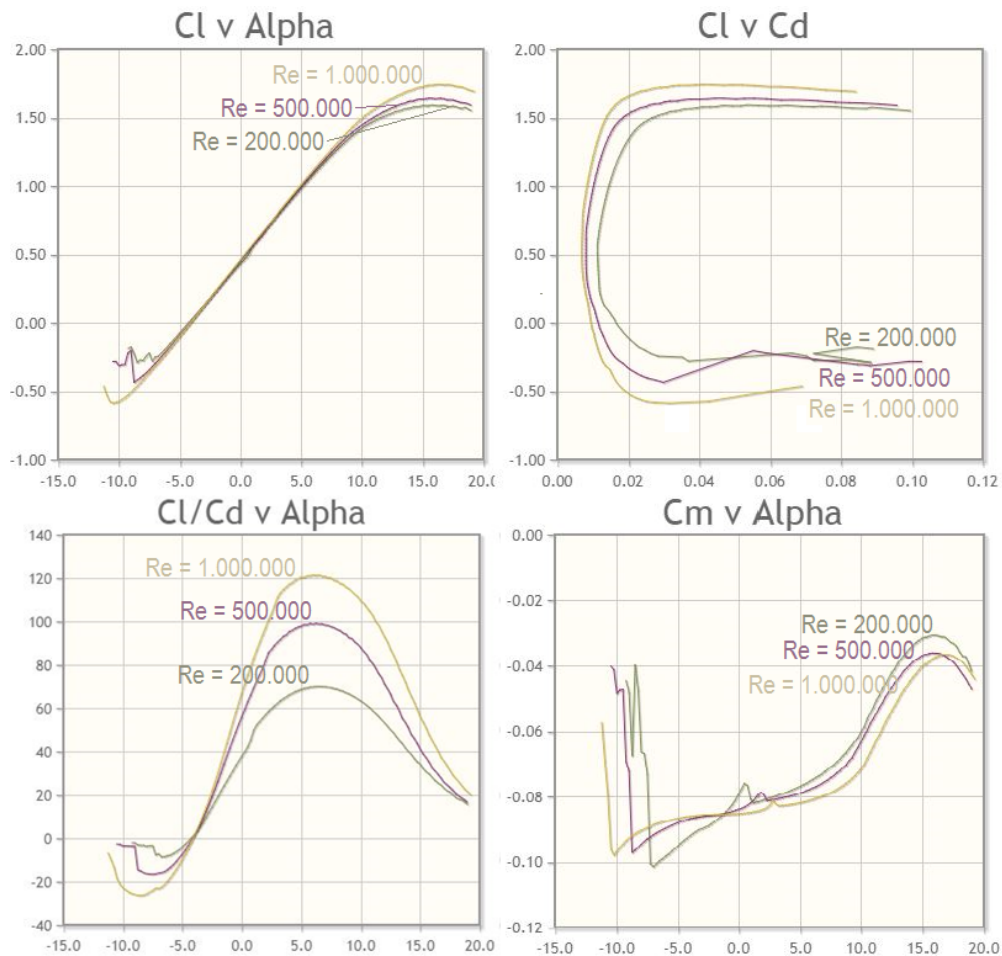 Cl v Alpha
2.00
1.50
1.00
0.50
0.00
-0.50
-1.00
Re = 1.000.000
Re = 500.000
Re = 200.000
-15.0 -10.0 -5.0 0.0 5.0 10.0 15.0 20.(
Cl v Cd
2.00
1.50
1.00
0.50
0.00
-0.50
-1.00
Re = 200.000
Re = 500.000
Re = 1.000.000
0.00 0.02 0.04 0.06 0.08 0.10 0.12
Cl/Cd v Alpha
140
120
100
80
60
40
20
0
-20
-40
Re = 1.000.000
Re = 500.000
Re = 200.000
-15.0 -10.0 -5.0 0.0 5.0 10.0 15.0 20.0
Cm v Alpha
0.00
-0.02
-0.04
-0.06
-0.08
-0.10
-0.12
Re = 200.000
Re = 500.000
Re = 1.000.000
-15.0 -10.0 -5.0 0.0 5.0 10.0 15.0 20.0